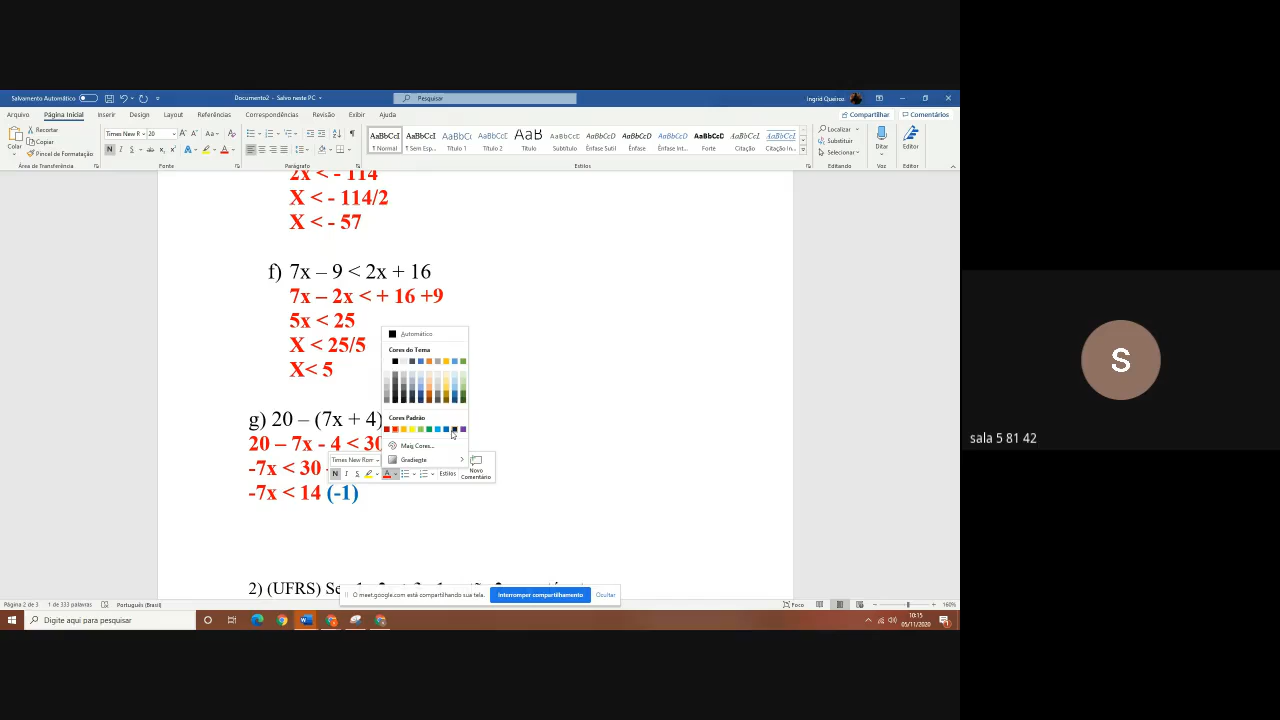 Salvamento Automático
Documento2 - Salvo neste PC
Pesquisar
Ingrid Queiroz
Arquivo Página Inicial Inserir Design Layout Referências Correspondências Revisão Exibir Ajuda
Compartilhar Comentários
Colar
Recortar
Copiar
Pincel de Formatação
Área de Transferência
Times New R 20
Fonte
Parágrafo
AaBbCcI AaBbCcI AaBbCc AaBbCc AaB AaBbCcD AaBbCcD AaBbCcD AaBbCcD AaBbCcI AaBbCcD AaBbCcD
¶ Normal ¶ Sem Esp... Título 1 Título 2 Título Subtítulo Ênfase Sutil Ênfase Ênfase Int... Forte Citação Citação In...
Estilos
Localizar
Substituir
Selecionar
Editando
Ditar
Voz
Editor
Editor
2x < - 114
X < - 114/2
X < - 57
f) 7x – 9 < 2x + 16
7x – 2x < + 16 +9
5x < 25
X < 25/5
X< 5
g) 20 – (7x + 4)
20 – 7x - 4 < 30
-7x < 30
-7x < 14 (-1)
2) (UFRS) Se
Automático
Cores do Tema
Cores Padrão
Mais Cores...
Gradiente
Times New Rom
N I S
Estilos
Novo
Comentário
O meet.google.com está compartilhando sua tela.
Interromper compartilhamento
Ocultar
Página 2 de 3 1 de 333 palavras Português (Brasil)
Foco
160%
Digite aqui para pesquisar
10:15
05/11/2020
S
sala 5 81 42